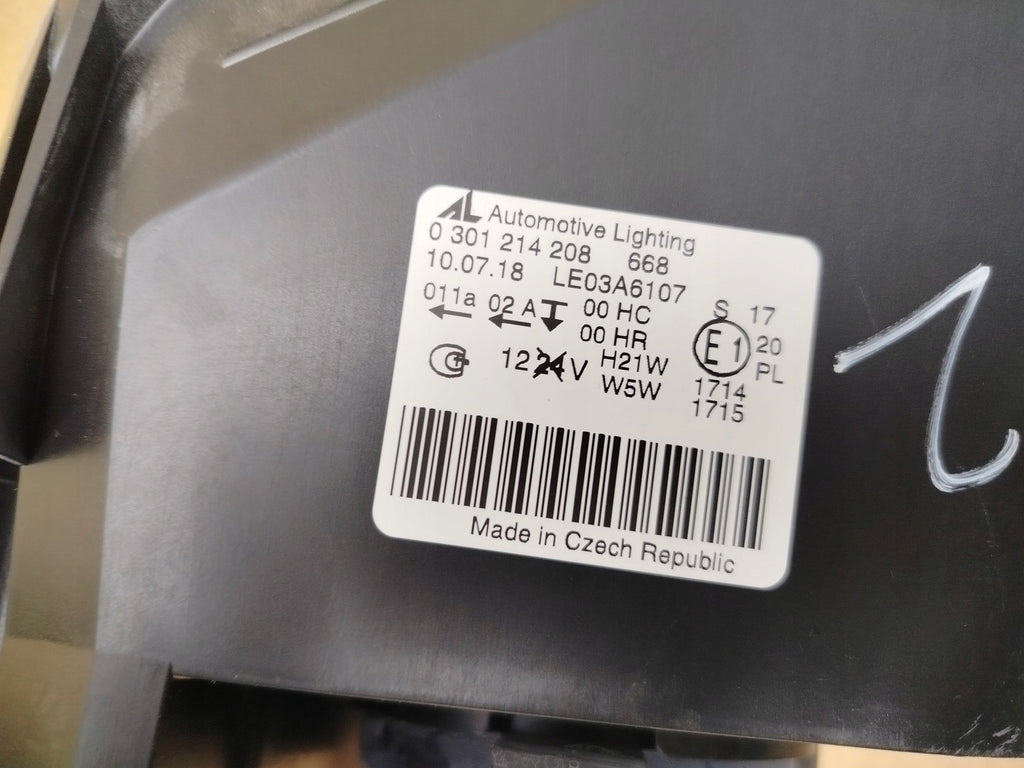 AL Automotive Lighting
0 301 214 208 668
10.07.18 LE03A6107
011a 02 A 00 HC S 17
00 HR E1 20
12 24 V H21W PL
W5W 1714
1715
Made in Czech Republic